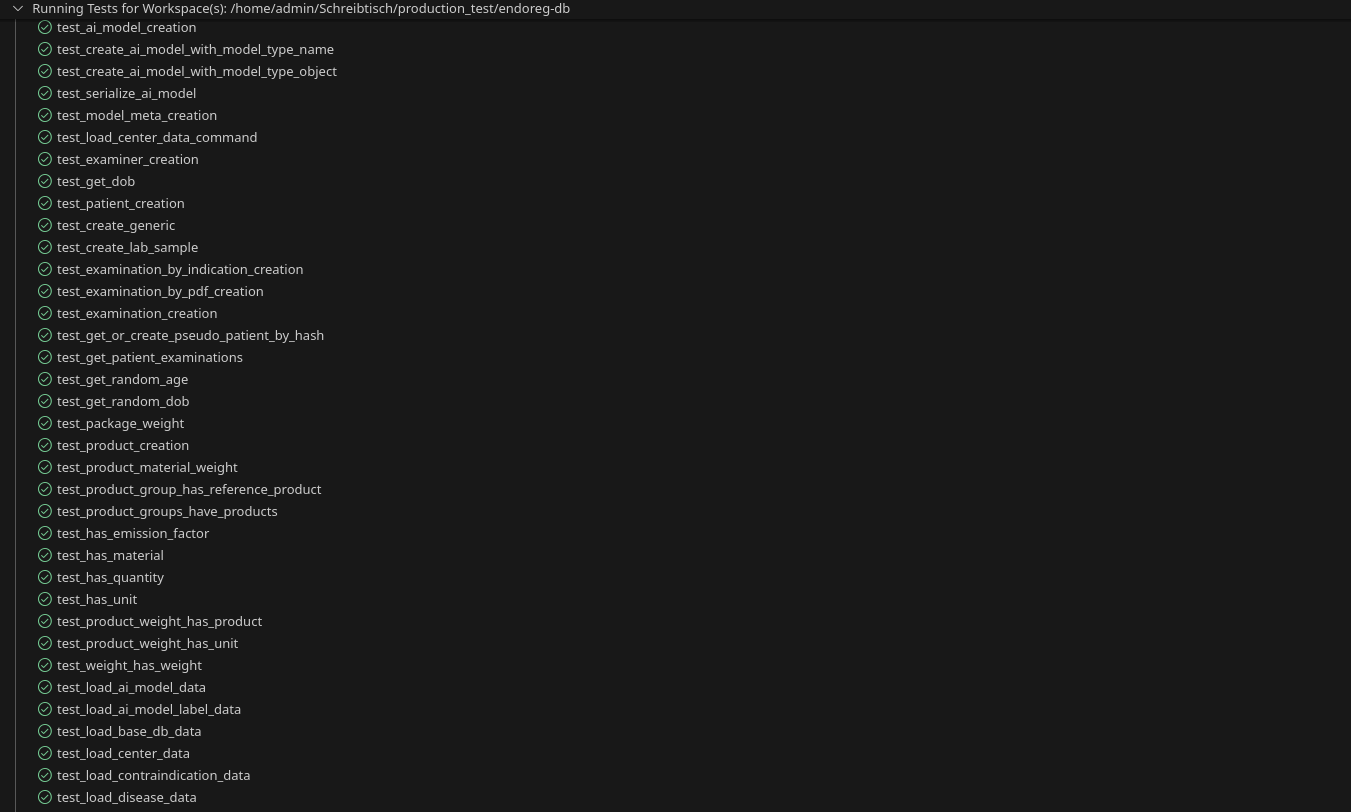 Running Tests for Workspace(s): /home/admin/Schreibtisch/production_test/endoreg-db
test_ai_model_creation
test_create_ai_model_with_model_type_name
test_create_ai_model_with_model_type_object
test_serialize_ai_model
test_model_meta_creation
test_load_center_data_command
test_examiner_creation
test_get_dob
test_patient_creation
test_create_generic
test_create_lab_sample
test_examination_by_indication_creation
test_examination_by_pdf_creation
test_examination_creation
test_get_or_create_pseudo_patient_by_hash
test_get_patient_examinations
test_get_random_age
test_get_random_dob
test_package_weight
test_product_creation
test_product_material_weight
test_product_group_has_reference_product
test_product_groups_have_products
test_has_emission_factor
test_has_material
test_has_quantity
test_has_unit
test_product_weight_has_product
test_product_weight_has_unit
test_weight_has_weight
test_load_ai_model_data
test_load_ai_model_label_data
test_load_base_db_data
test_load_center_data
test_load_contraindication_data
test_load_disease_data